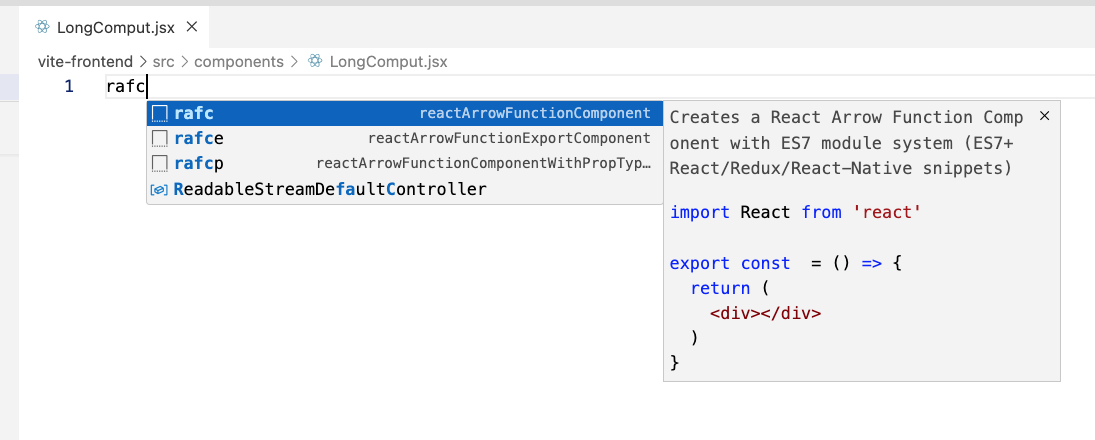 LongComput.jsx ×
vite-frontend > src > components > LongComput.jsx
1 rafc
rafc reactArrowFunctionComponent
rafce reactArrowFunctionExportComponent
rafcp reactArrowFunctionComponentWithPropTyp…
ReadableStreamDefaultController
Creates a React Arrow Function Comp
onent with ES7 module system (ES7+
React/Redux/React-Native snippets)
×
import React from 'react'
export const  = () => {
  return (
    <div></div>
  )
}